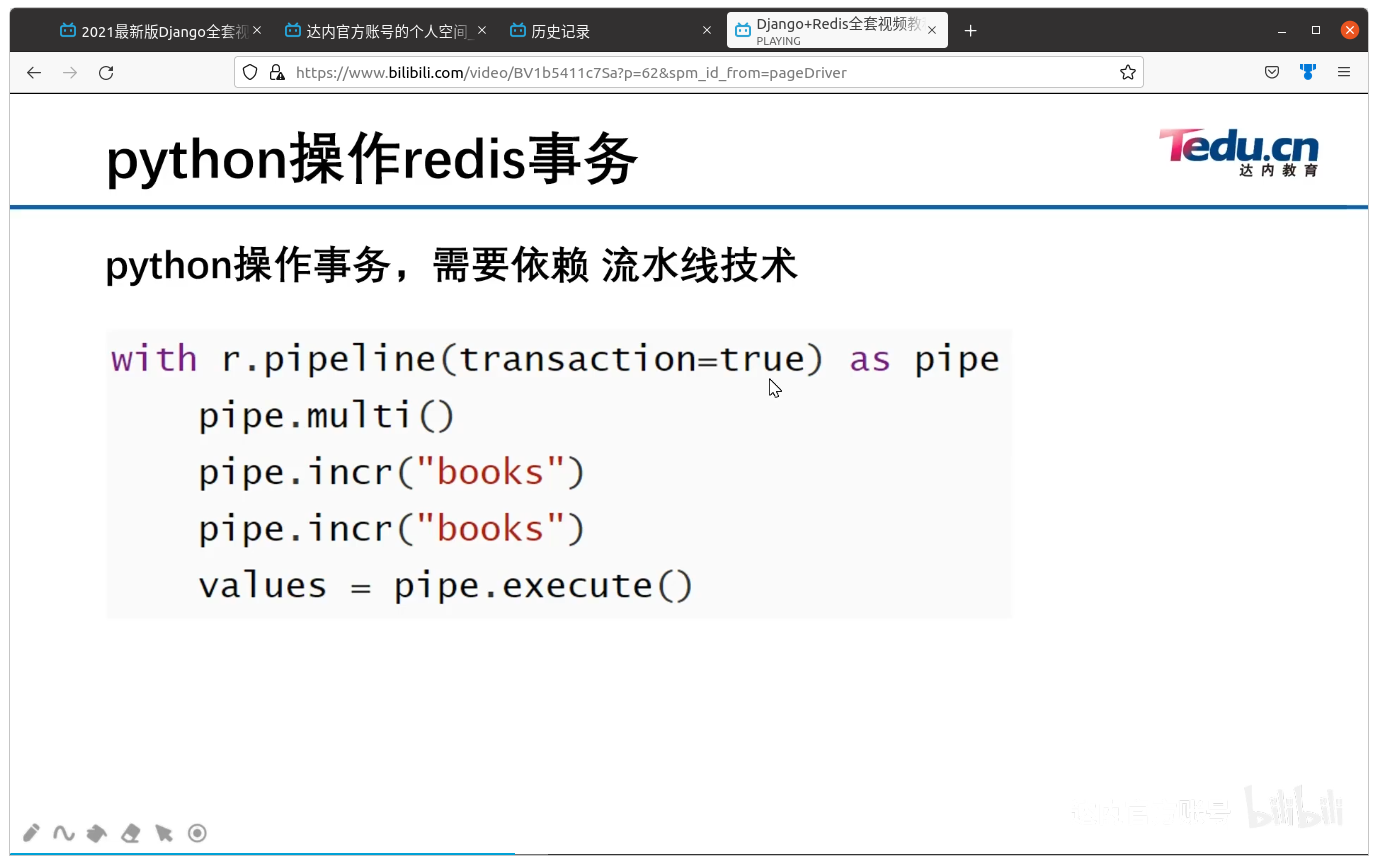 2021最新版Django全套视
达内官方账号的个人空间_
历史记录
Django+Redis全套视频教
PLAYING
https://www.bilibili.com/video/BV1b5411c7Sa?p=62&spm_id_from=pageDriver
python操作redis事务
Tedu.cn
达内教育
python操作事务，需要依赖 流水线技术
with r.pipeline(transaction=true) as pipe
pipe.multi()
pipe.incr("books")
pipe.incr("books")
values = pipe.execute()
bilibili